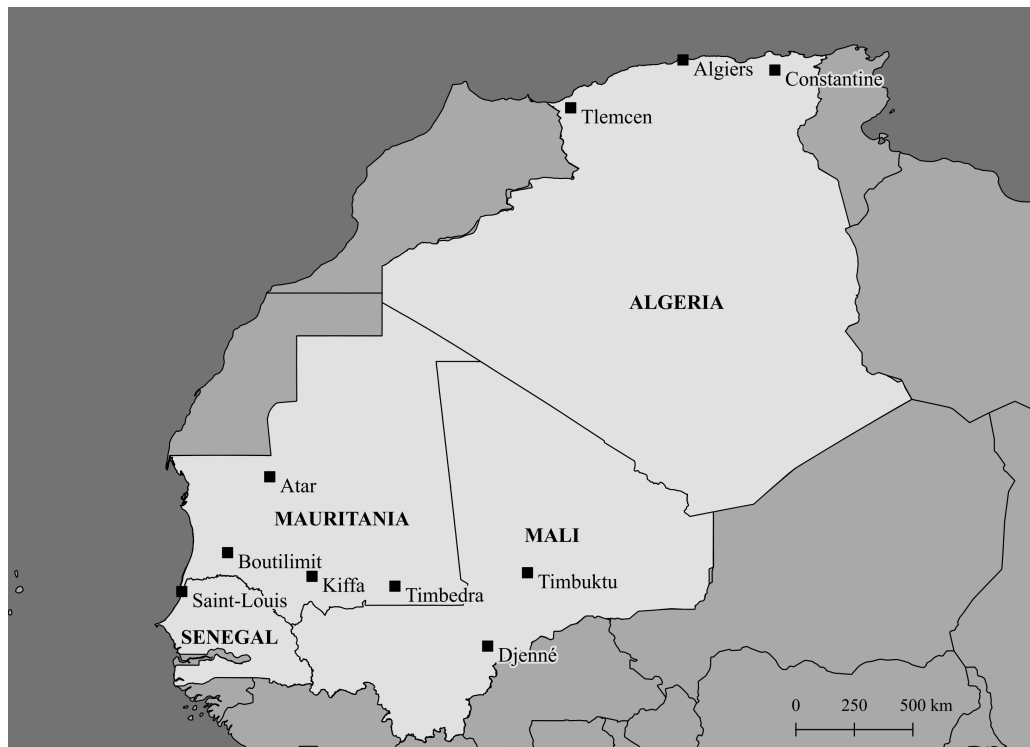 Algiers
Constantine
Tlemcen
ALGERIA
Atar
MAURITANIA
MALI
Boutilimit
Kiffa
Timbedra
Timbuktu
Saint-Louis
SENEGAL
Djenné
0 250 500 km